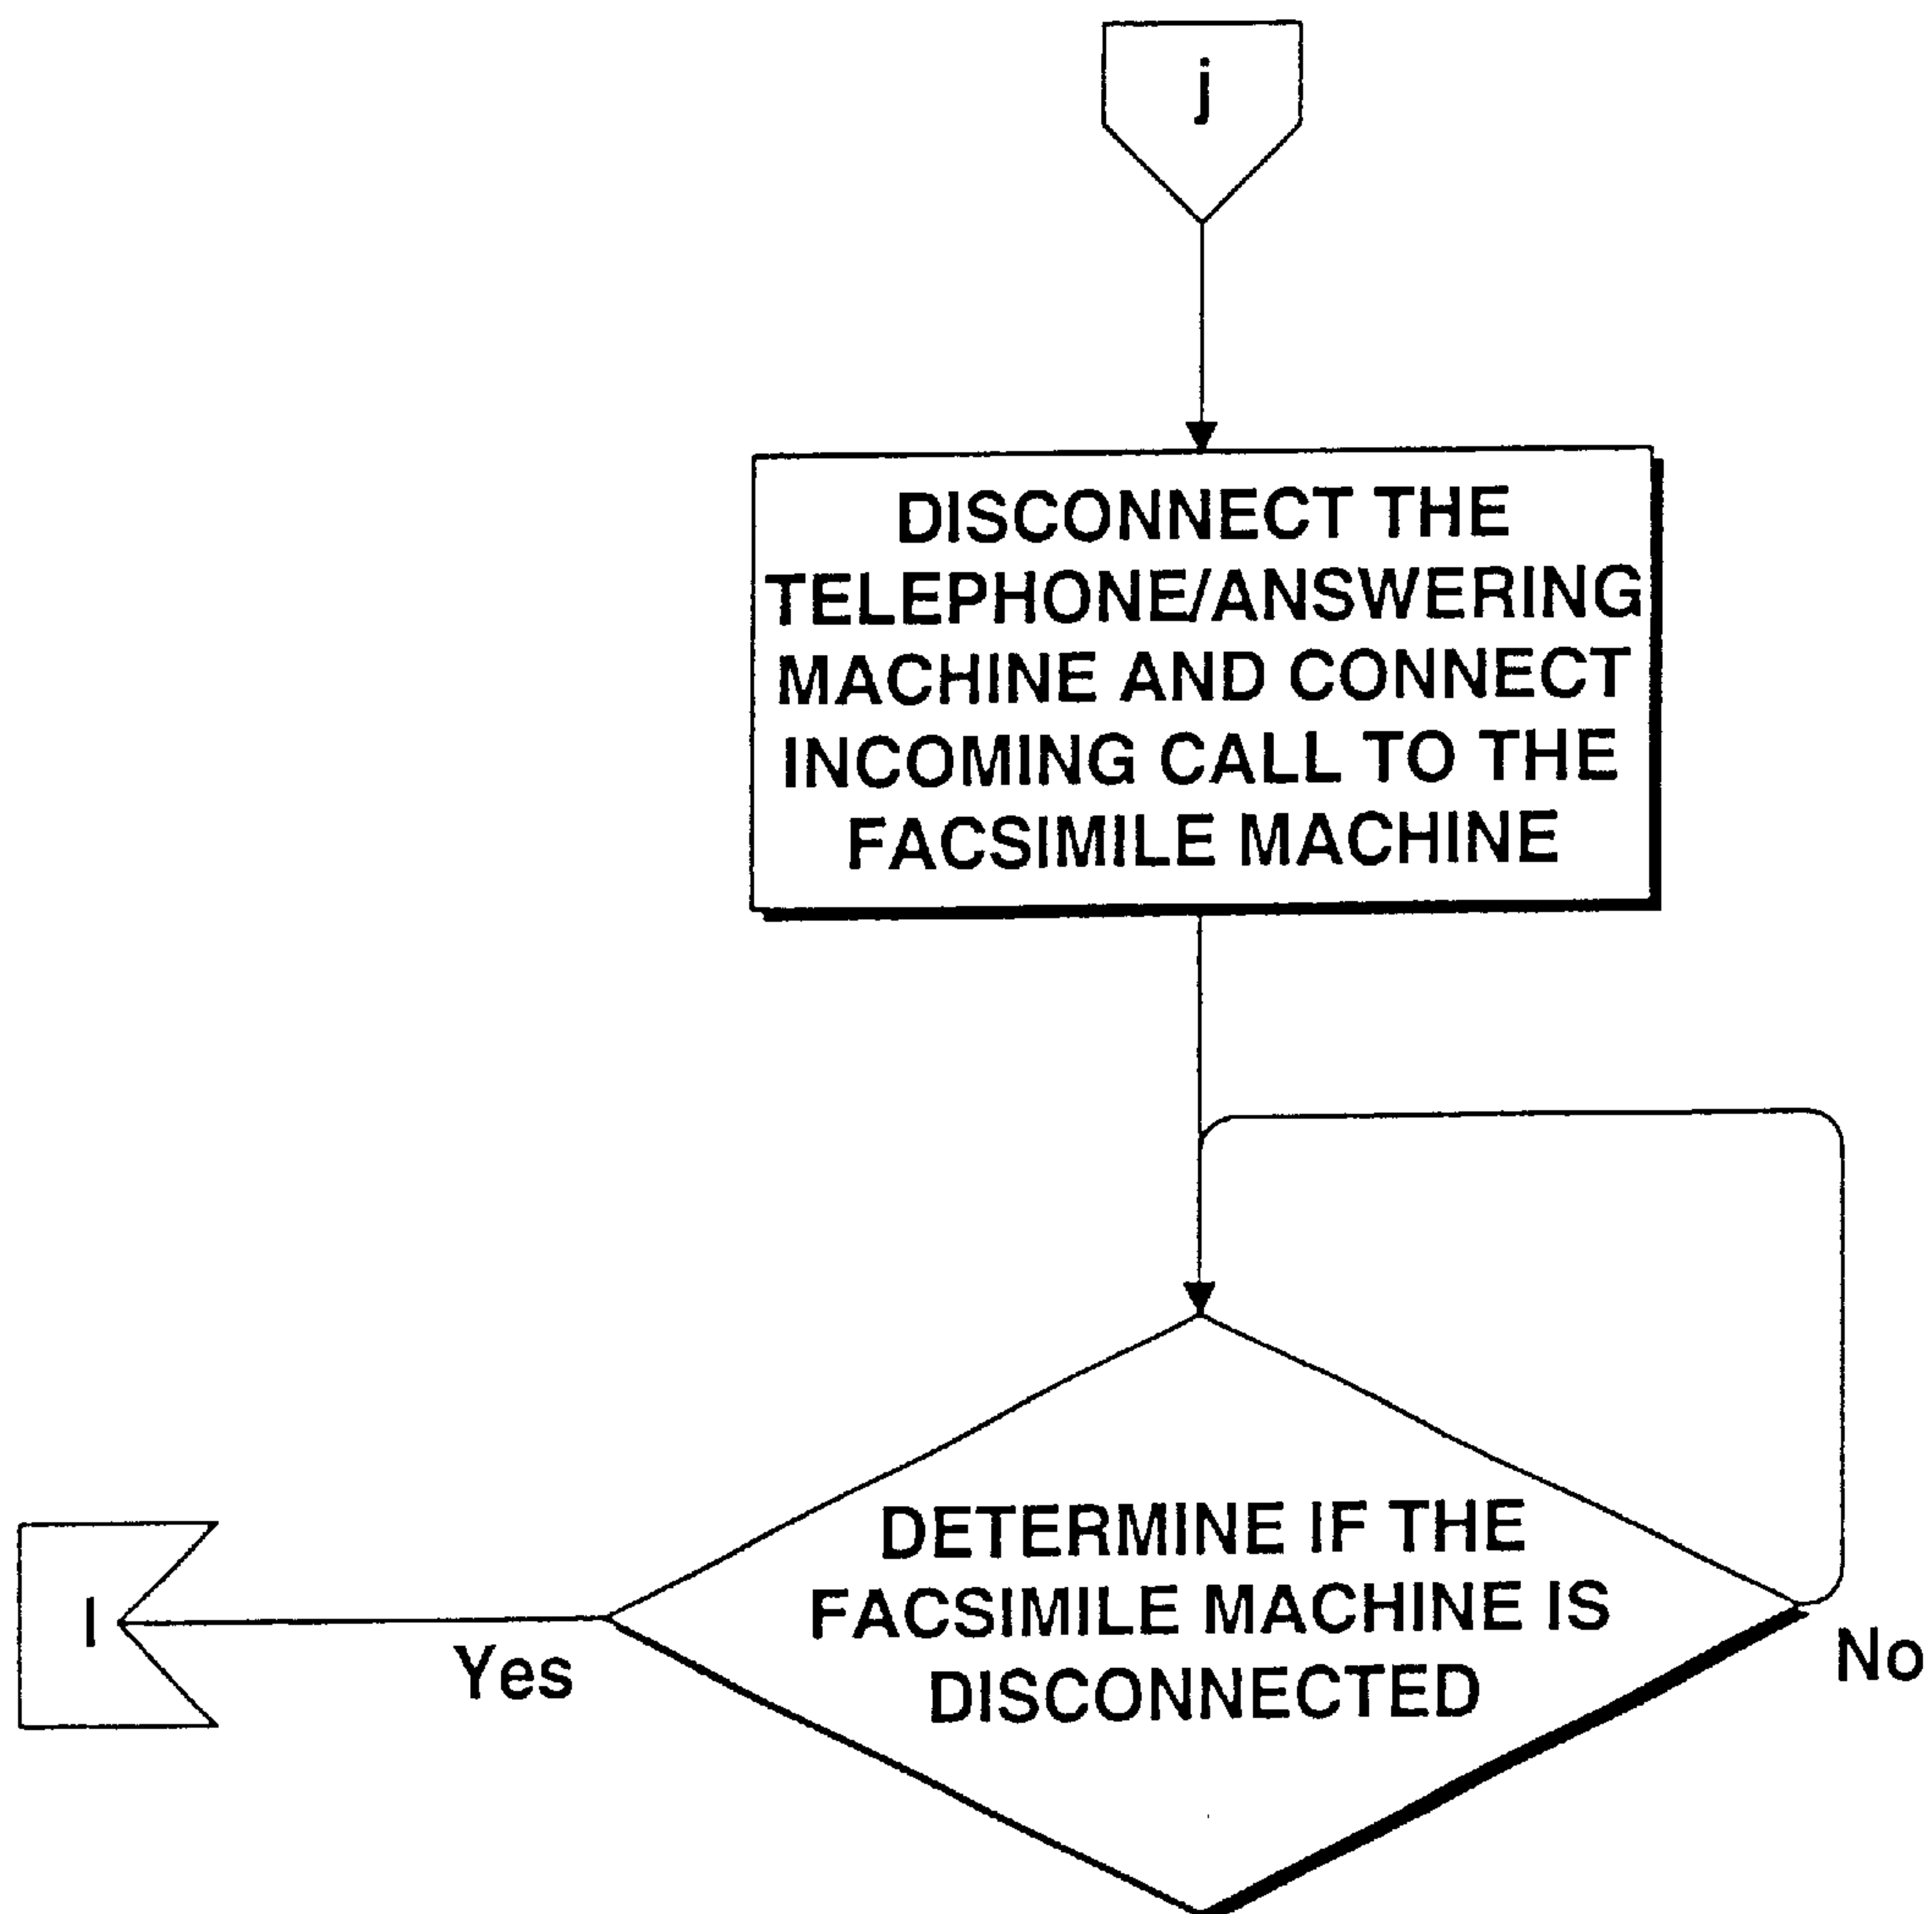 j
DISCONNECT THE
TELEPHONE/ANSWERING
MACHINE AND CONNECT
INCOMING CALL TO THE
FACSIMILE MACHINE
DETERMINE IF THE
FACSIMILE MACHINE IS
DISCONNECTED
l
Yes
No